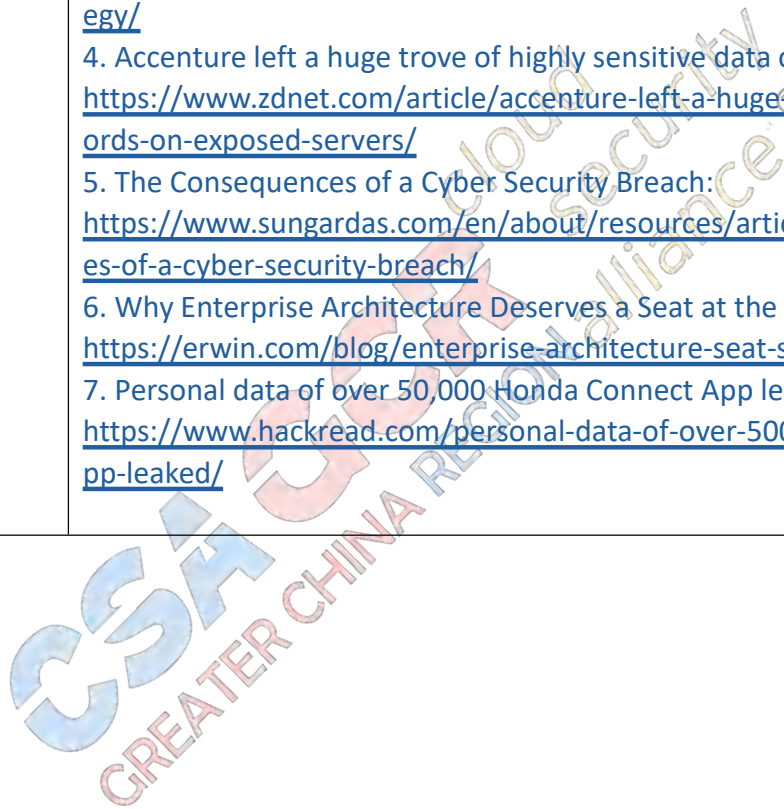 egy/
4. Accenture left a huge trove of highly sensitive data
https://www.zdnet.com/article/accenture-left-a-huge
ords-on-exposed-servers/
5. The Consequences of a Cyber Security Breach:
https://www.sungardas.com/en/about/resources/artic
es-of-a-cyber-security-breach/
6. Why Enterprise Architecture Deserves a Seat at the
https://erwin.com/blog/enterprise-architecture-seat-s
7. Personal data of over 50,000 Honda Connect App le
https://www.hackread.com/personal-data-of-over-500
pp-leaked/
cloud
security
alliance
CSA GCR
GREATER CHINA REGION